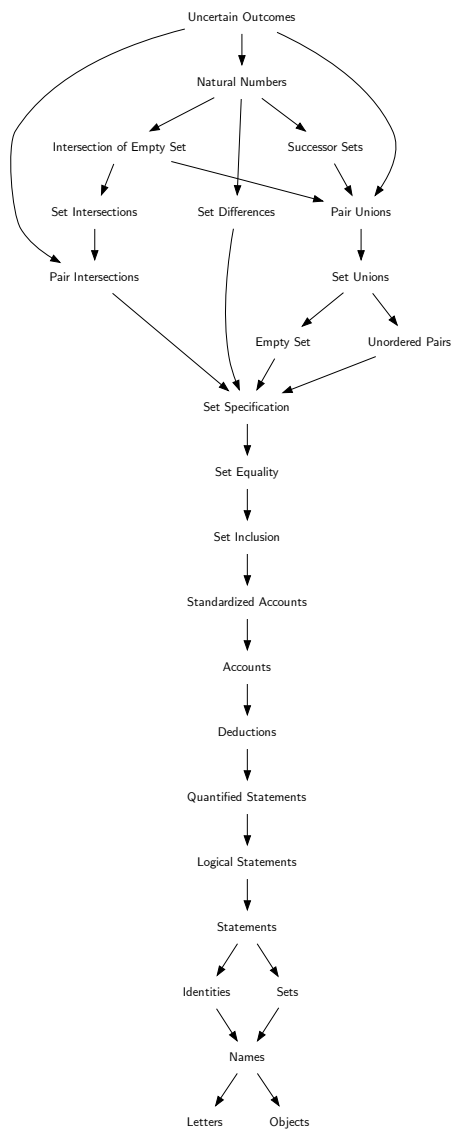 Uncertain Outcomes
Natural Numbers
Intersection of Empty Set
Successor Sets
Set Intersections
Set Differences
Pair Unions
Pair Intersections
Set Unions
Empty Set
Unordered Pairs
Set Specification
Set Equality
Set Inclusion
Standardized Accounts
Accounts
Deductions
Quantified Statements
Logical Statements
Statements
Identities
Sets
Names
Letters
Objects